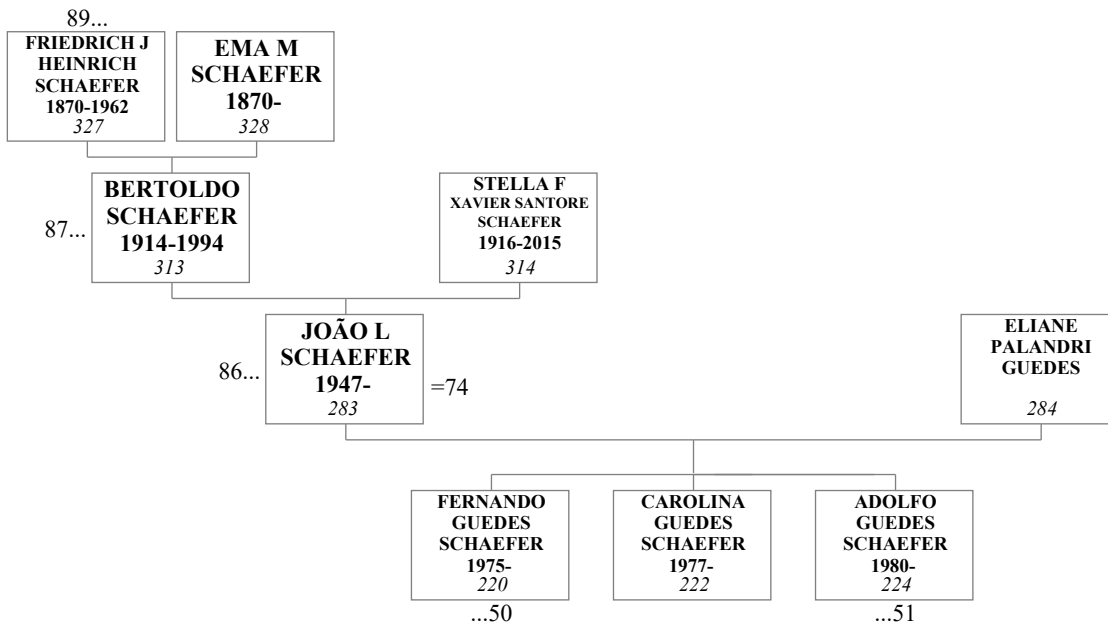 89...
FRIEDRICH J
HEINRICH
SCHAEFER
1870-1962
327
EMA M
SCHAEFER
1870-
328
87...
BERTOLDO
SCHAEFER
1914-1994
313
STELLA F
XAVIER SANTORE
SCHAEFER
1916-2015
314
86...
JOÃO L
SCHAEFER
1947-
283
=74
ELIANE
PALANDRI
GUEDES
284
FERNANDO
GUEDES
SCHAEFER
1975-
220
...50
CAROLINA
GUEDES
SCHAEFER
1977-
222
ADOLFO
GUEDES
SCHAEFER
1980-
224
...51